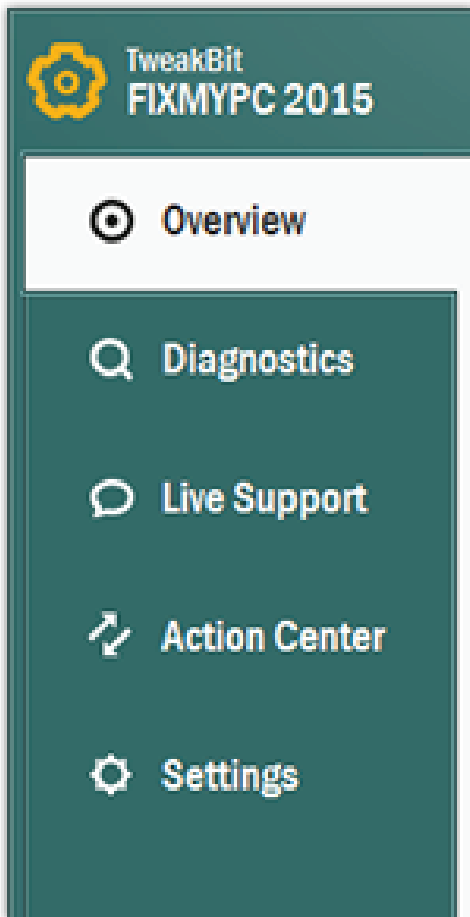 TweakBit
FIXMYPC 2015
Overview
Diagnostics
Live Support
Action Center
Settings